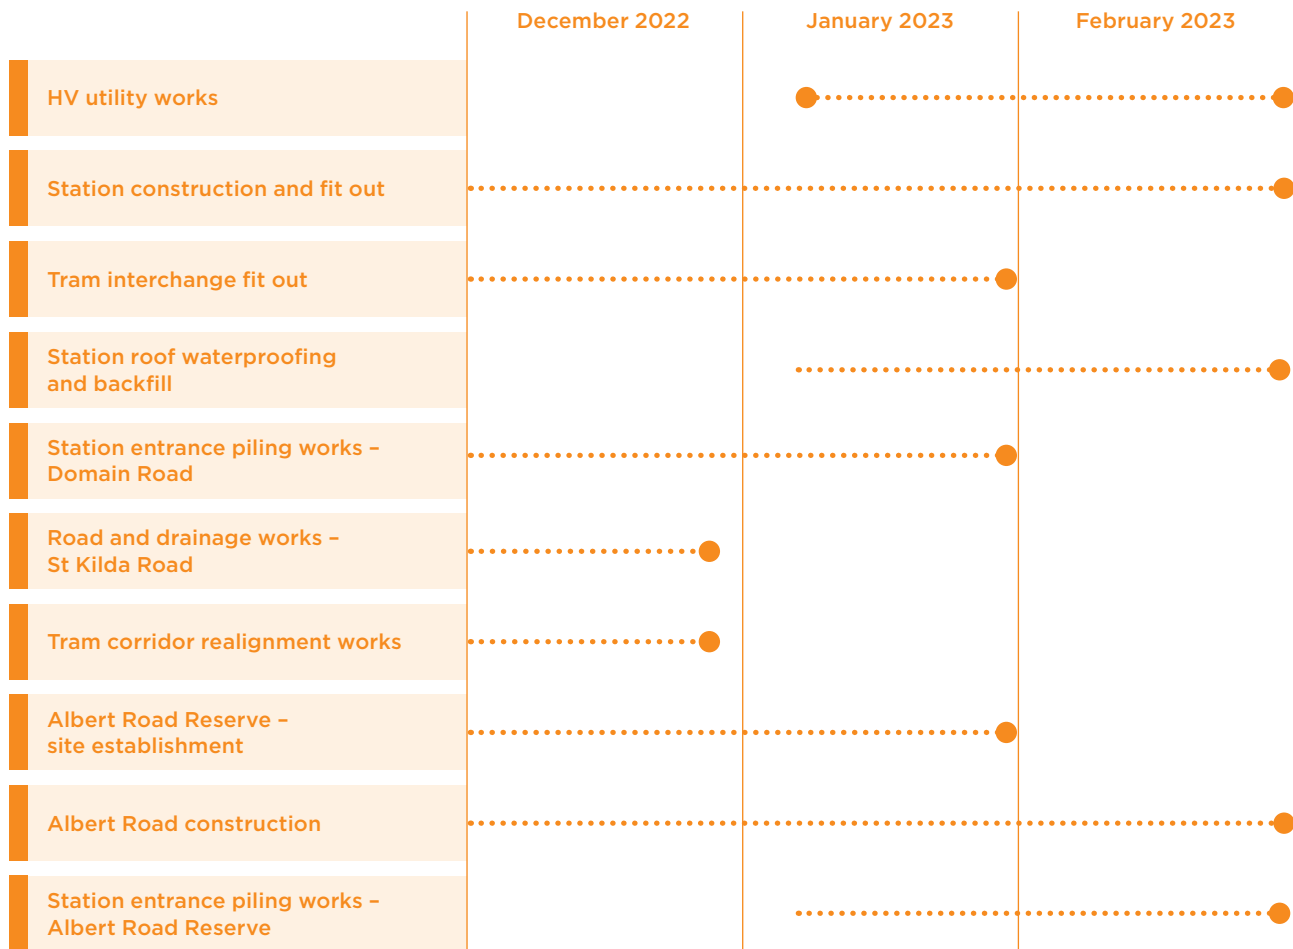 December 2022
January 2023
February 2023
HV utility works
Station construction and fit out
Tram interchange fit out
Station roof waterproofing
and backfill
Station entrance piling works –
Domain Road
Road and drainage works –
St Kilda Road
Tram corridor realignment works
Albert Road Reserve –
site establishment
Albert Road construction
Station entrance piling works –
Albert Road Reserve